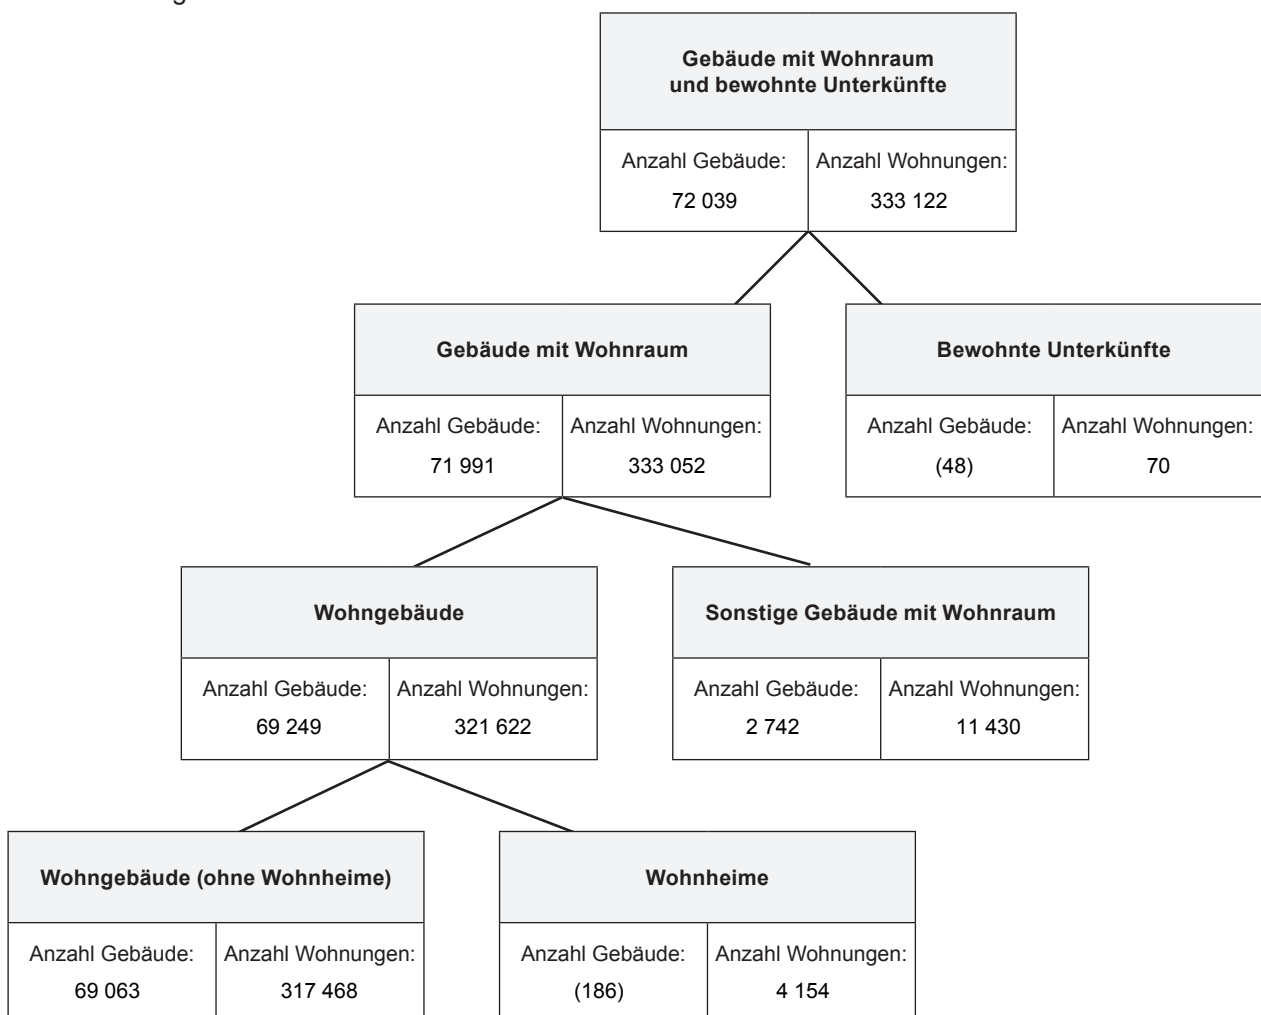 Gebäude mit Wohnraum
und bewohnte Unterkünfte
Anzahl Gebäude: Anzahl Wohnungen:
72 039 333 122
Gebäude mit Wohnraum
Anzahl Gebäude: Anzahl Wohnungen:
71 991 333 052
Bewohnte Unterkünfte
Anzahl Gebäude: Anzahl Wohnungen:
(48) 70
Wohngebäude
Anzahl Gebäude: Anzahl Wohnungen:
69 249 321 622
Sonstige Gebäude mit Wohnraum
Anzahl Gebäude: Anzahl Wohnungen:
2 742 11 430
Wohngebäude (ohne Wohnheime)
Anzahl Gebäude: Anzahl Wohnungen:
69 063 317 468
Wohnheime
Anzahl Gebäude: Anzahl Wohnungen:
(186) 4 154